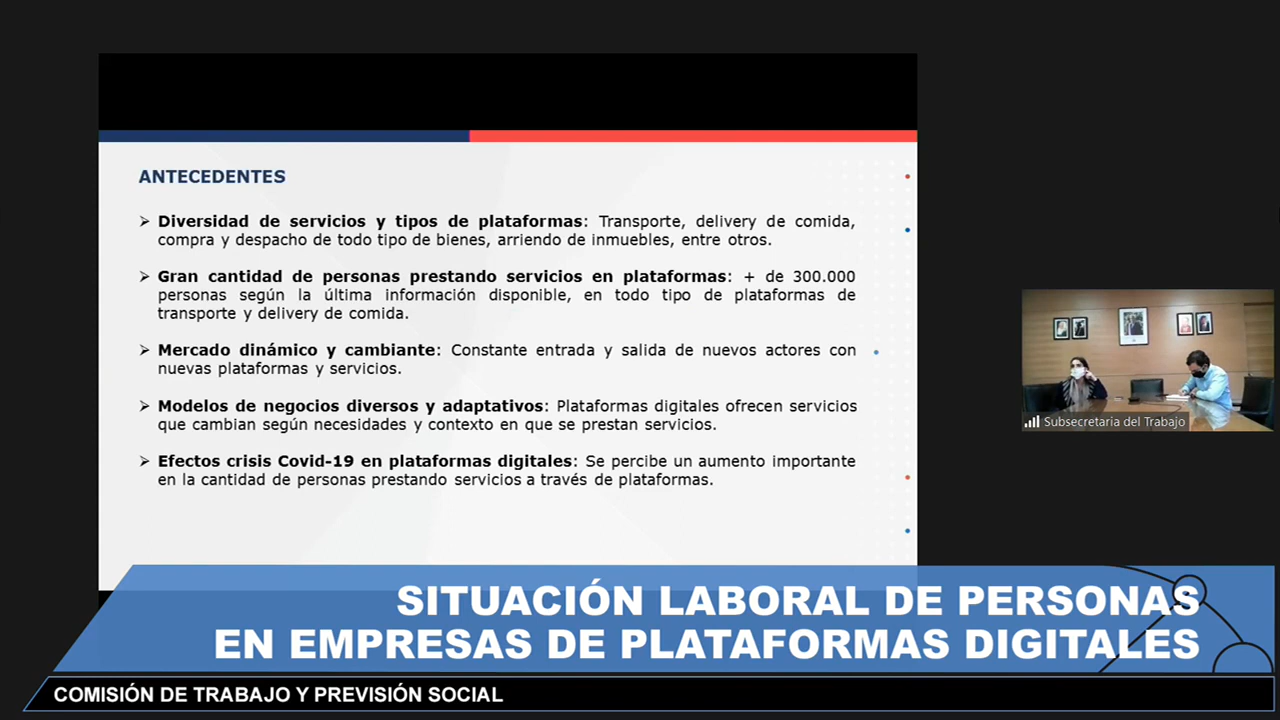 ANTECEDENTES
➢ Diversidad de servicios y tipos de plataformas: Transporte, delivery de comida,
compra y despacho de todo tipo de bienes, arriendo de inmuebles, entre otros.
➢ Gran cantidad de personas prestando servicios en plataformas: + de 300.000
personas según la última información disponible, en todo tipo de plataformas de
transporte y delivery de comida.
➢ Mercado dinámico y cambiante: Constante entrada y salida de nuevos actores con
nuevas plataformas y servicios.
➢ Modelos de negocios diversos y adaptativos: Plataformas digitales ofrecen servicios
que cambian según necesidades y contexto en que se prestan servicios.
➢ Efectos crisis Covid-19 en plataformas digitales: Se percibe un aumento importante
en la cantidad de personas prestando servicios a través de plataformas.
Subsecretaria del Trabajo
SITUACIÓN LABORAL DE PERSONAS
EN EMPRESAS DE PLATAFORMAS DIGITALES
COMISIÓN DE TRABAJO Y PREVISIÓN SOCIAL